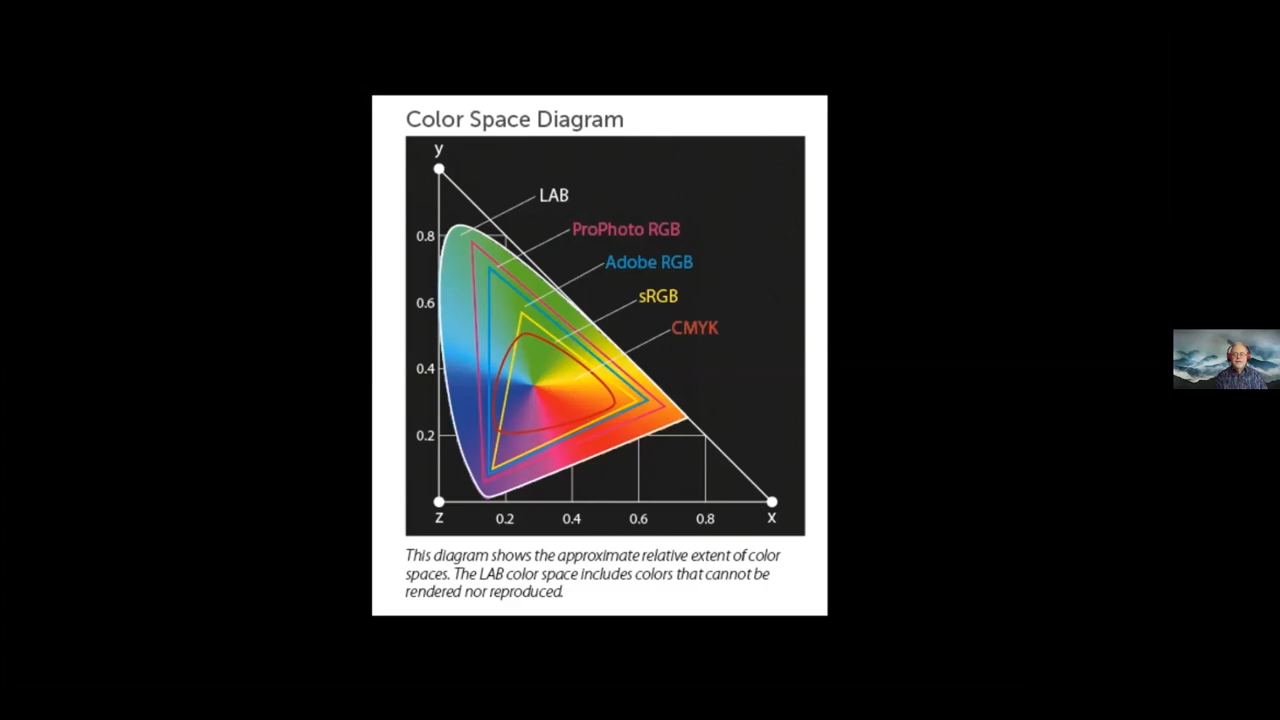 Color Space Diagram
y
LAB
ProPhoto RGB
0.8
Adobe RGB
sRGB
0.6
CMYK
0.4
0.2
z 0.2 0.4 0.6 0.8 x
This diagram shows the approximate relative extent of color
spaces. The LAB color space includes colors that cannot be
rendered nor reproduced.